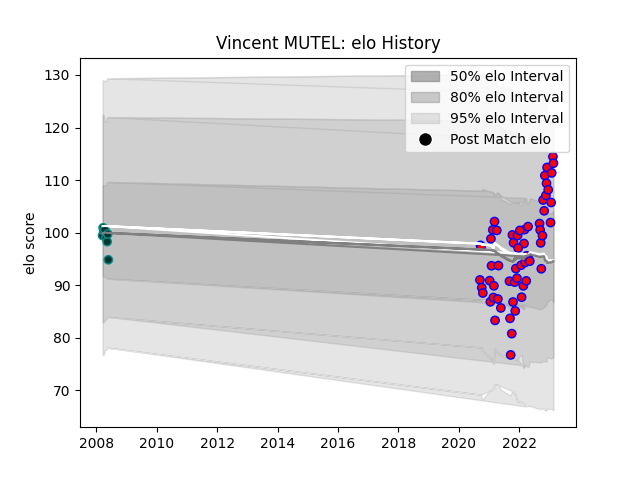 Vincent MUTEL: elo History
50% elo Interval
80% elo Interval
95% elo Interval
Post Match elo
elo score
130
120
110
100
90
80
70
2008 2010 2012 2014 2016 2018 2020 2022